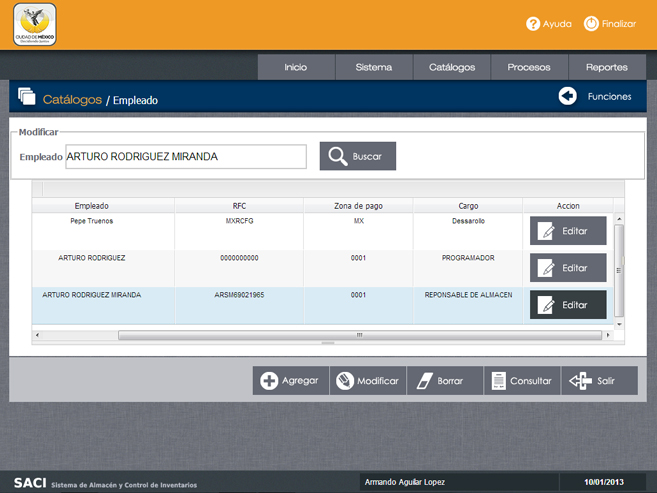 CIUDAD DE MÉXICO
Ayuda
Finalizar
Inicio
Sistema
Catálogos
Procesos
Reportes
Catálogos / Empleado
Funciones
Modificar
Empleado ARTURO RODRIGUEZ MIRANDA
Buscar
Empleado RFC Zona de pago Cargo Accion
Pepe Truenos MXRCFG MX Dessarollo Editar
ARTURO RODRIGUEZ 0000000000 0001 PROGRAMADOR Editar
ARTURO RODRIGUEZ MIRANDA ARSM69021965 0001 REPONSABLE DE ALMACEN Editar
Agregar
Modificar
Borrar
Consultar
Salir
SACI Sistema de Almacén y Control de Inventarios
Armando Aguilar Lopez
10/01/2013